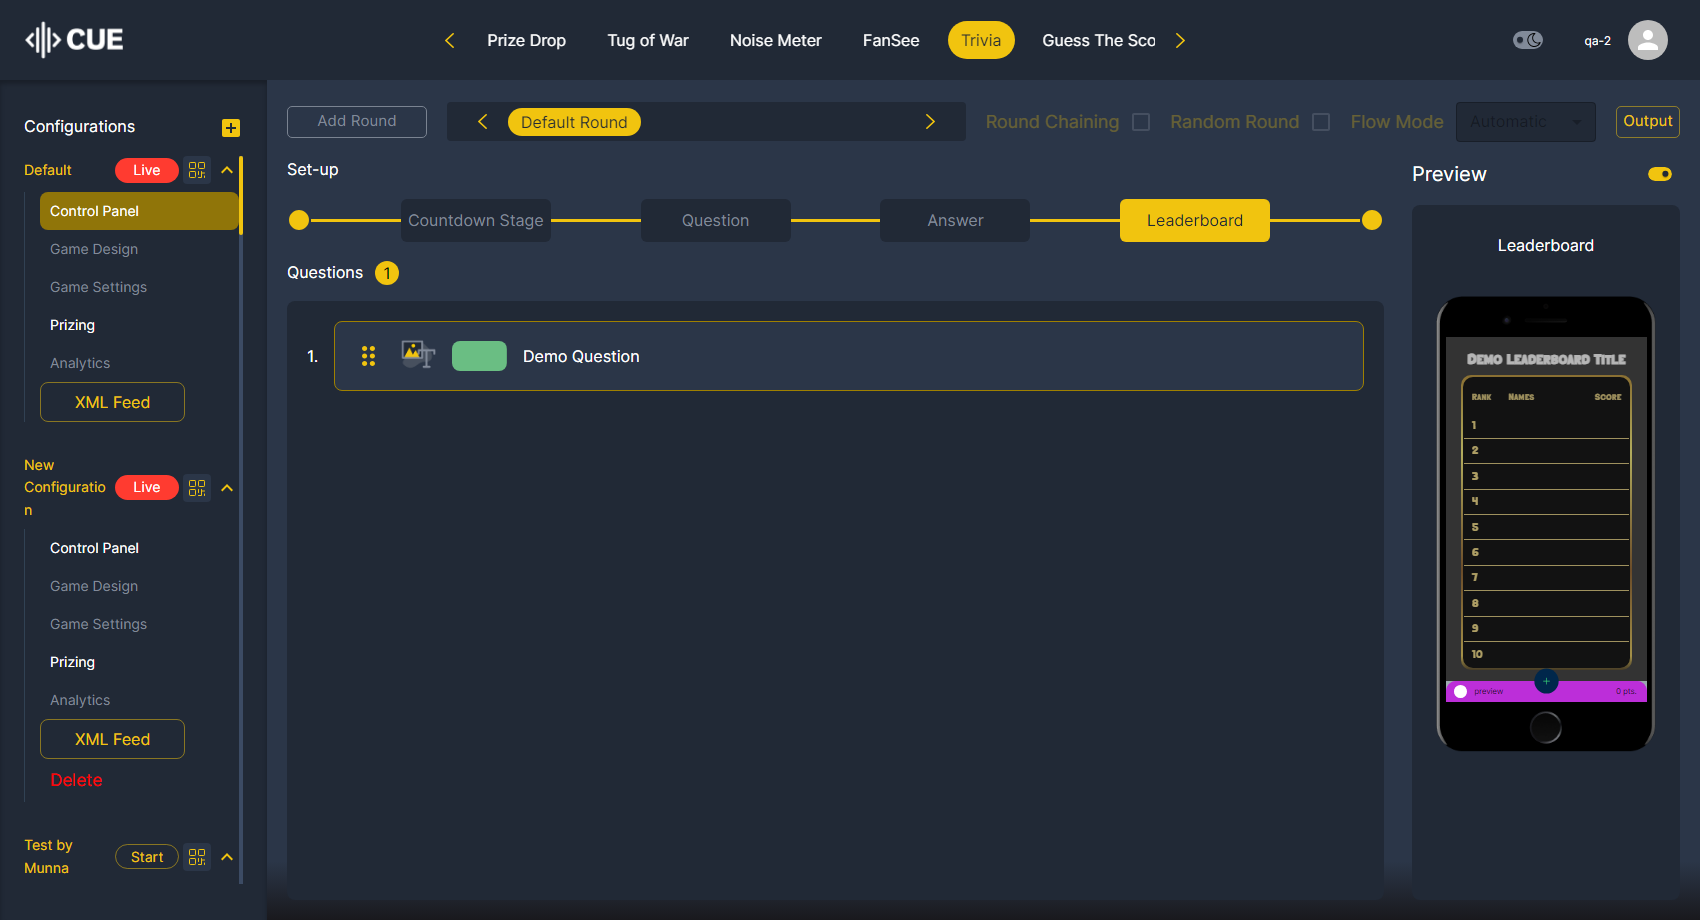 CUE
Prize Drop
Tug of War
Noise Meter
FanSee
Trivia
Guess The Sco
qa-2
Configurations
Default
Live
Control Panel
Game Design
Game Settings
Prizing
Analytics
XML Feed
New
Configuratio
n
Live
Control Panel
Game Design
Game Settings
Prizing
Analytics
XML Feed
Delete
Test by
Munna
Start
Add Round
Default Round
Round Chaining
Random Round
Flow Mode
Automatic
Output
Set-up
Countdown Stage
Question
Answer
Leaderboard
Questions 1
1.
Demo Question
Preview
Leaderboard
Demo Leaderboard Title
Rank Names Score
1
2
3
4
5
6
7
8
9
10
preview
0 pts.